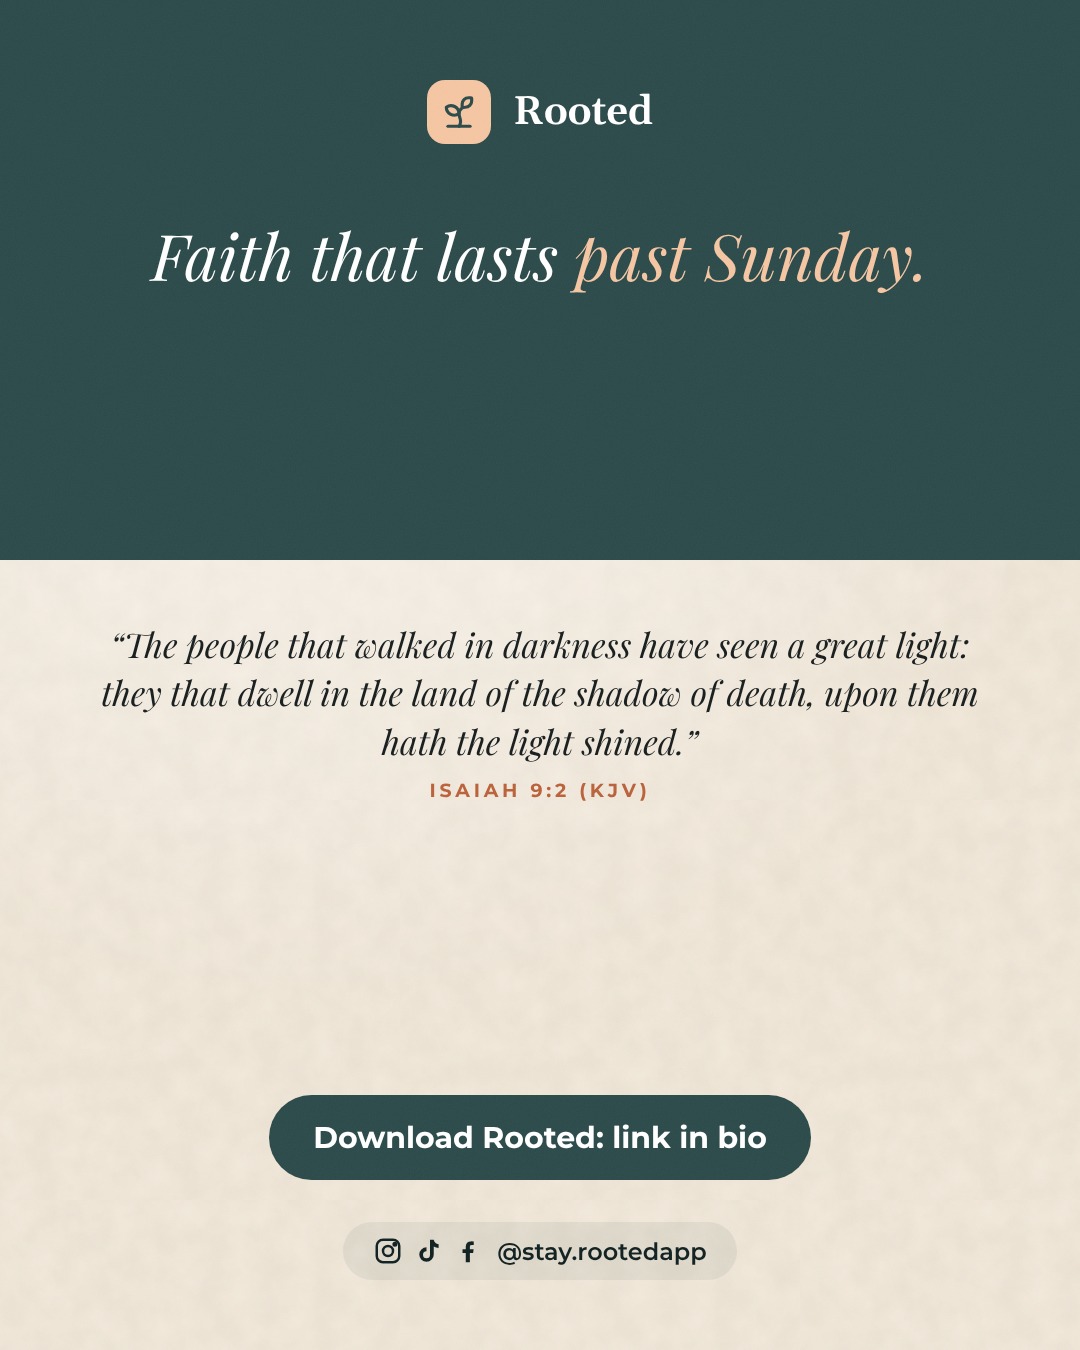 Rooted
Faith that lasts past Sunday.
“The people that walked in darkness have seen a great light:
they that dwell in the land of the shadow of death, upon them
hath the light shined.”
ISAIAH 9:2 (KJV)
Download Rooted: link in bio
@stay.rootedapp